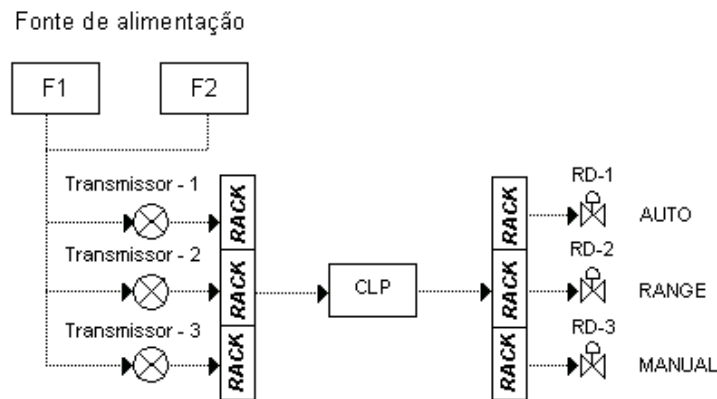 Fonte de alimentação
F1
F2
Transmissor - 1
RACK
RD-1
RACK
AUTO
Transmissor - 2
RACK
CLP
RD-2
RACK
RANGE
Transmissor - 3
RACK
RD-3
RACK
MANUAL